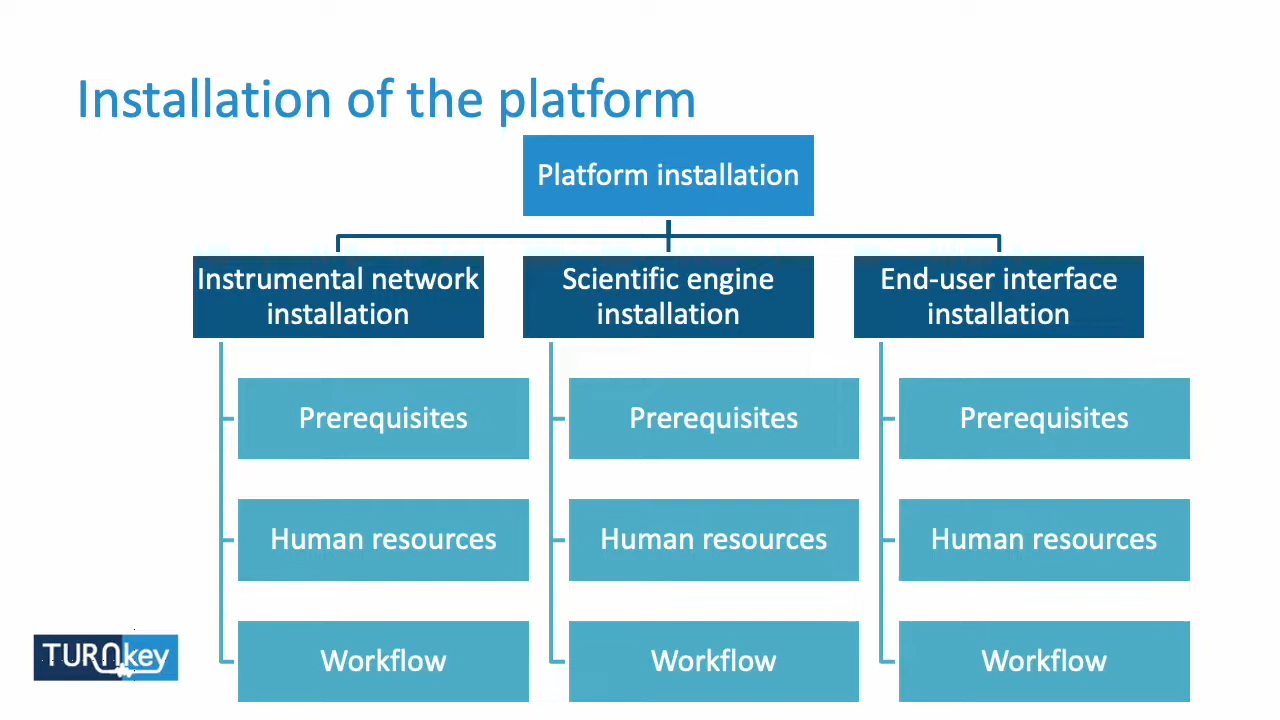 Installation of the platform
Platform installation
Instrumental network
installation
Scientific engine
installation
End-user interface
installation
Prerequisites
Prerequisites
Prerequisites
Human resources
Human resources
Human resources
Workflow
Workflow
Workflow
TURNkey